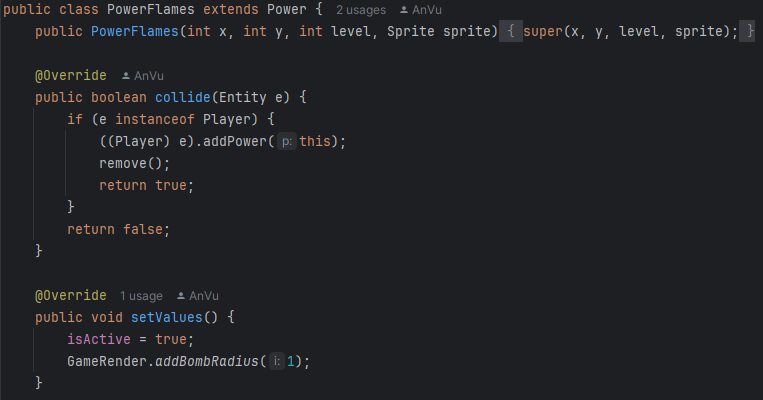 public class PowerFlames extends Power { 2 usages AnVu
public PowerFlames(int x, int y, int level, Sprite sprite) { super(x, y, level, sprite); }
@Override AnVu
public boolean collide(Entity e) {
if (e instanceof Player) {
((Player) e).addPower( p: this);
remove();
return true;
}
return false;
}
@Override 1 usage AnVu
public void setValues() {
isActive = true;
GameRender.addBombRadius( i: 1);
}